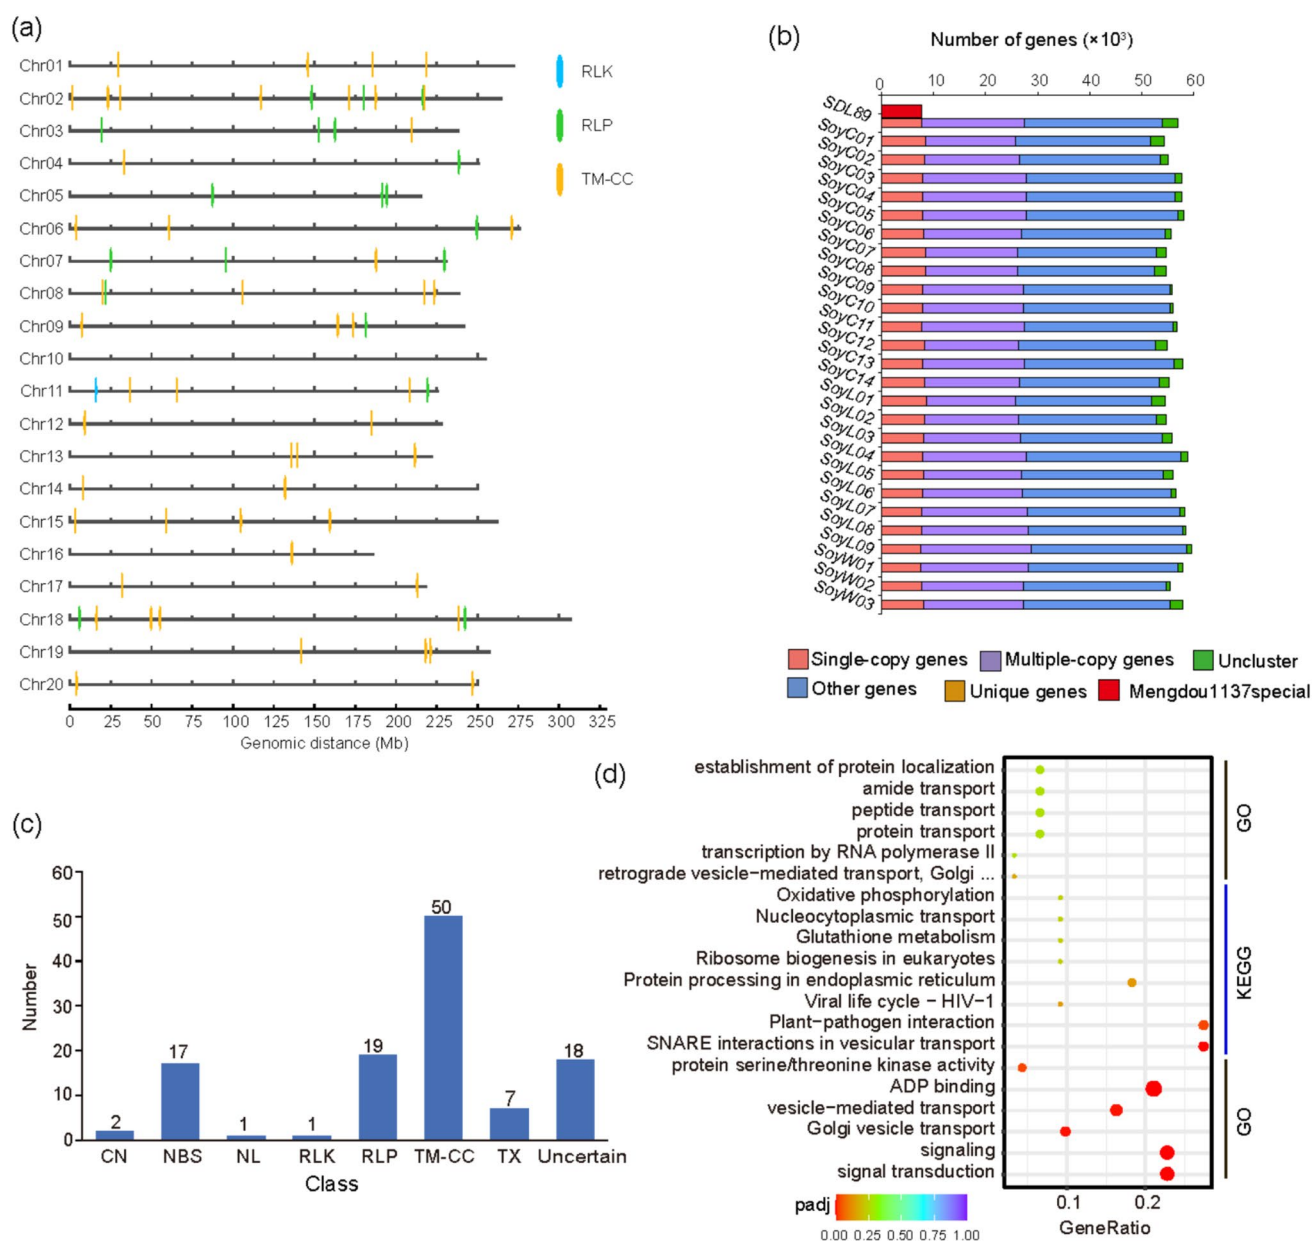 (a)
Chr01
Chr02
Chr03
Chr04
Chr05
Chr06
Chr07
Chr08
Chr09
Chr10
Chr11
Chr12
Chr13
Chr14
Chr15
Chr16
Chr17
Chr18
Chr19
Chr20
0 25 50 75 100 125 150 175 200 225 250 275 300 325
Genomic distance (Mb)
RLK
RLP
TM-CC
(b)
Number of genes (×10³)
0 10 20 30 40 50 60
SDL89
SoyC01
SoyC02
SoyC03
SoyC04
SoyC05
SoyC06
SoyC07
SoyC08
SoyC09
SoyC10
SoyC11
SoyC12
SoyC13
SoyC14
SoyL01
SoyL02
SoyL03
SoyL04
SoyL05
SoyL06
SoyL07
SoyL08
SoyL09
SoyW01
SoyW02
SoyW03
Single-copy genes Multiple-copy genes Uncluster
Other genes Unique genes Mengdou1137special
(c)
Number
60
50
40
30
20
10
0
2 17 1 1 19 50 7 18
CN NBS NL RLK RLP TM-CC TX Uncertain
Class
(d)
establishment of protein localization
amide transport
peptide transport
protein transport
transcription by RNA polymerase II
retrograde vesicle−mediated transport, Golgi ...
Oxidative phosphorylation
Nucleocytoplasmic transport
Glutathione metabolism
Ribosome biogenesis in eukaryotes
Protein processing in endoplasmic reticulum
Viral life cycle − HIV−1
Plant−pathogen interaction
SNARE interactions in vesicular transport
protein serine/threonine kinase activity
ADP binding
vesicle−mediated transport
Golgi vesicle transport
signaling
signal transduction
GO
KEGG
GO
0.1 0.2
GeneRatio
padj
0.00 0.25 0.50 0.75 1.00